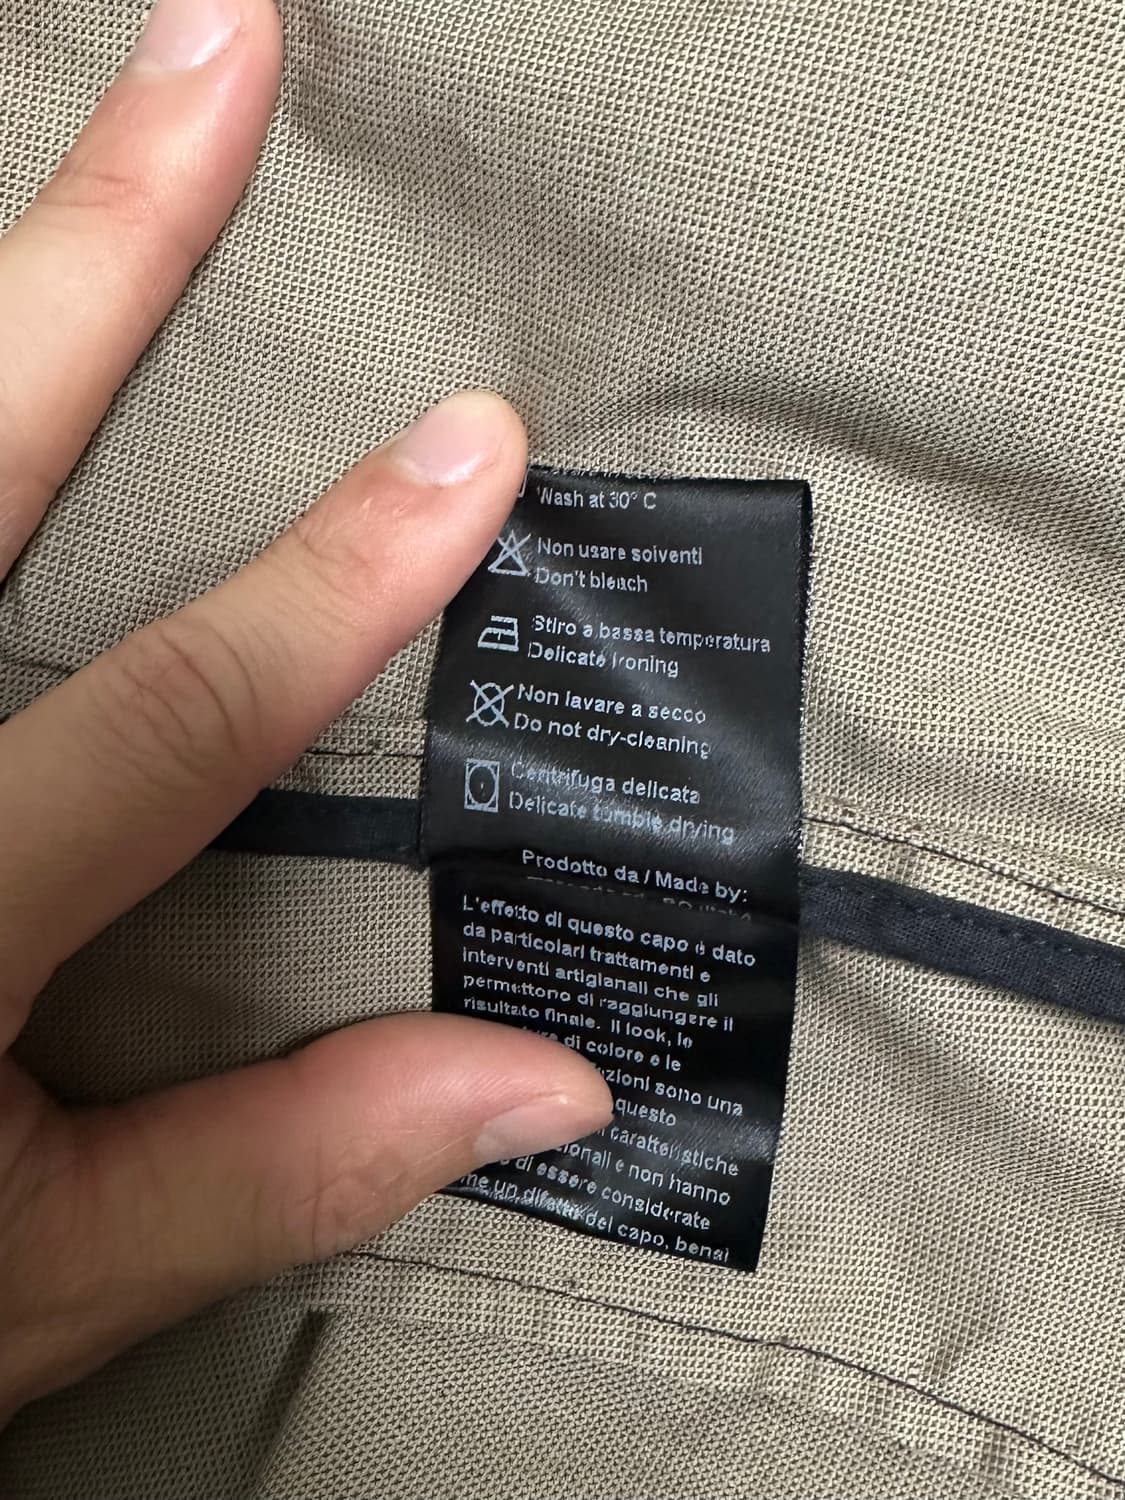 Wash at 30° C
Non usare solventi
Don't bleach
Stiro a bassa temperatura
Delicate Ironing
Non lavare a secco
Do not dry-cleaning
Centrifuga delicata
Delicate tumble drying
Prodotto da / Made by:
L'effetto di questo capo è dato
da particolari trattamenti e
interventi artigianali che gli
permettono di raggiungere il
risultato finale. Il look, le
di colore e le
sono una
questo
caratteristiche
e non hanno
di essere considerate
un difetto del capo, bensì